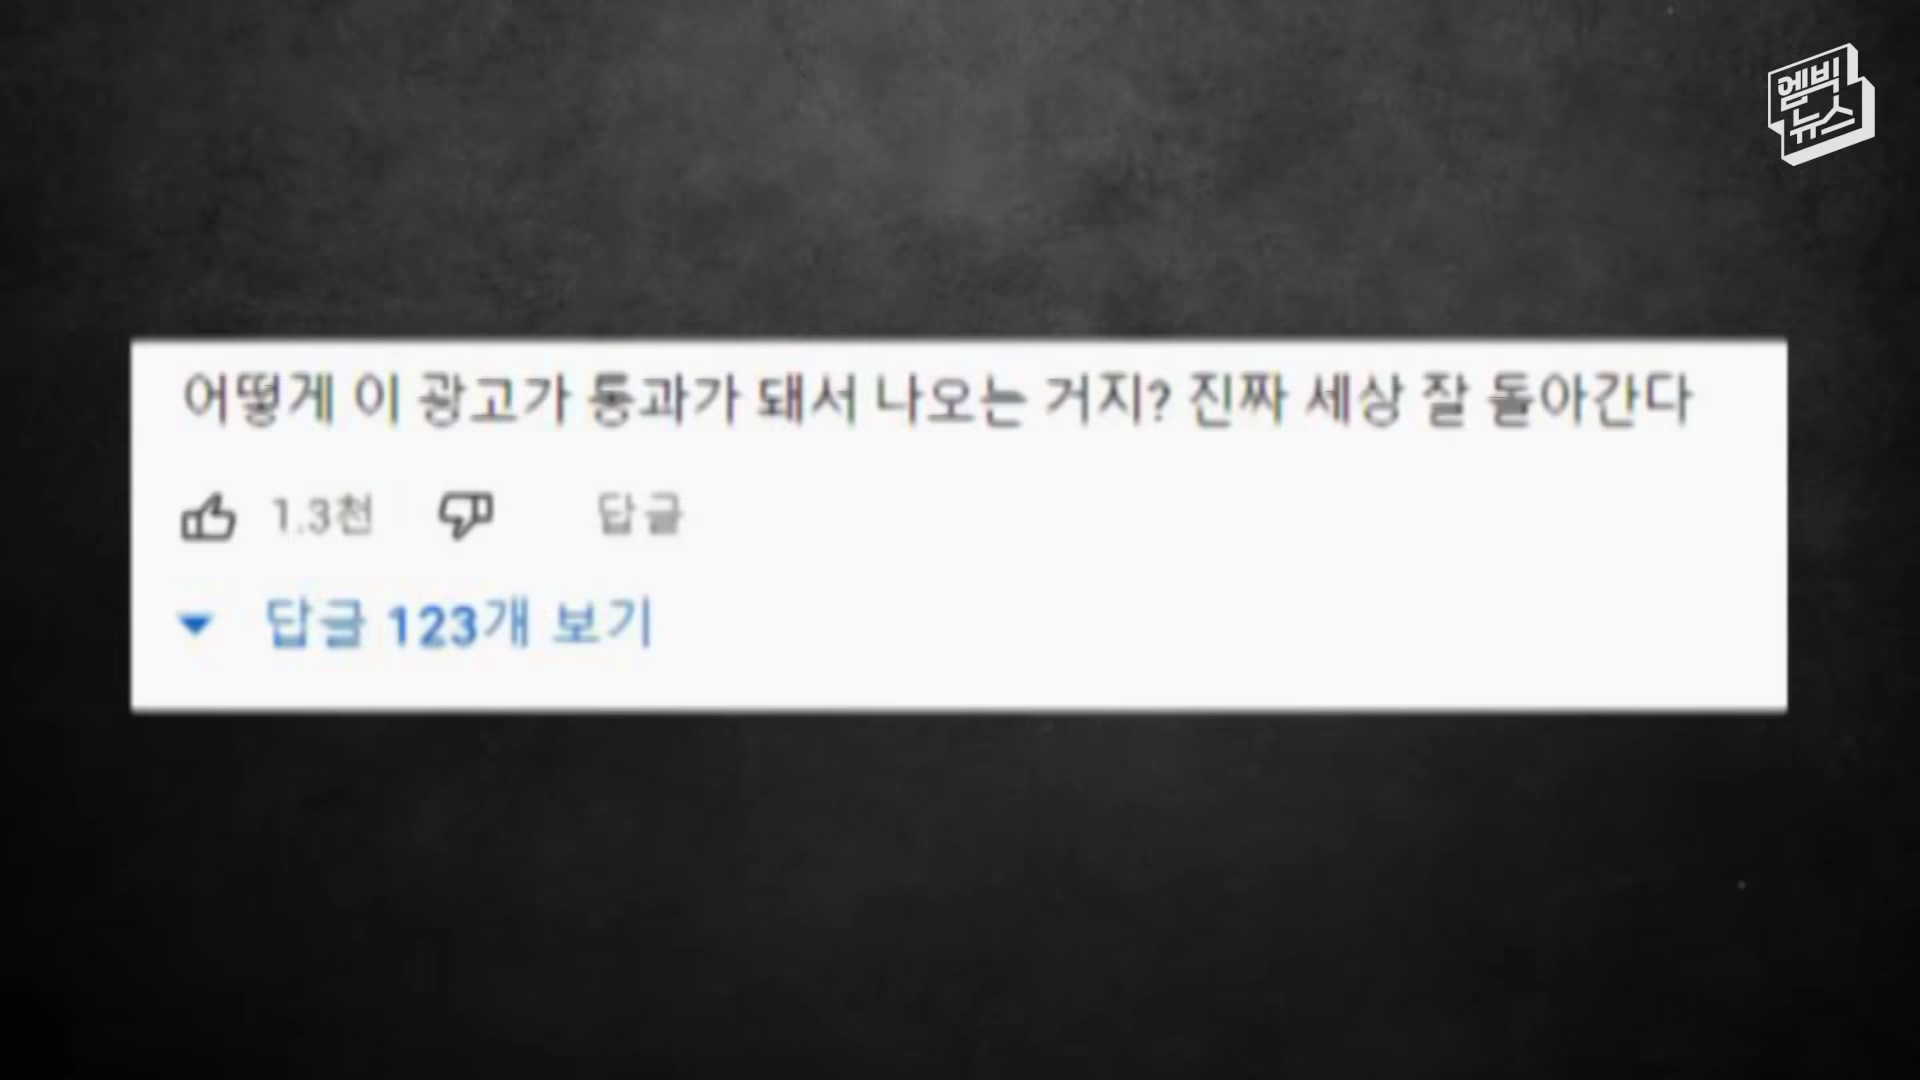 엠빅
뉴스
어떻게 이 광고가 통과가 돼서 나오는 거지? 진짜 세상 잘 돌아간다
1.3천 답글
답글 123개 보기